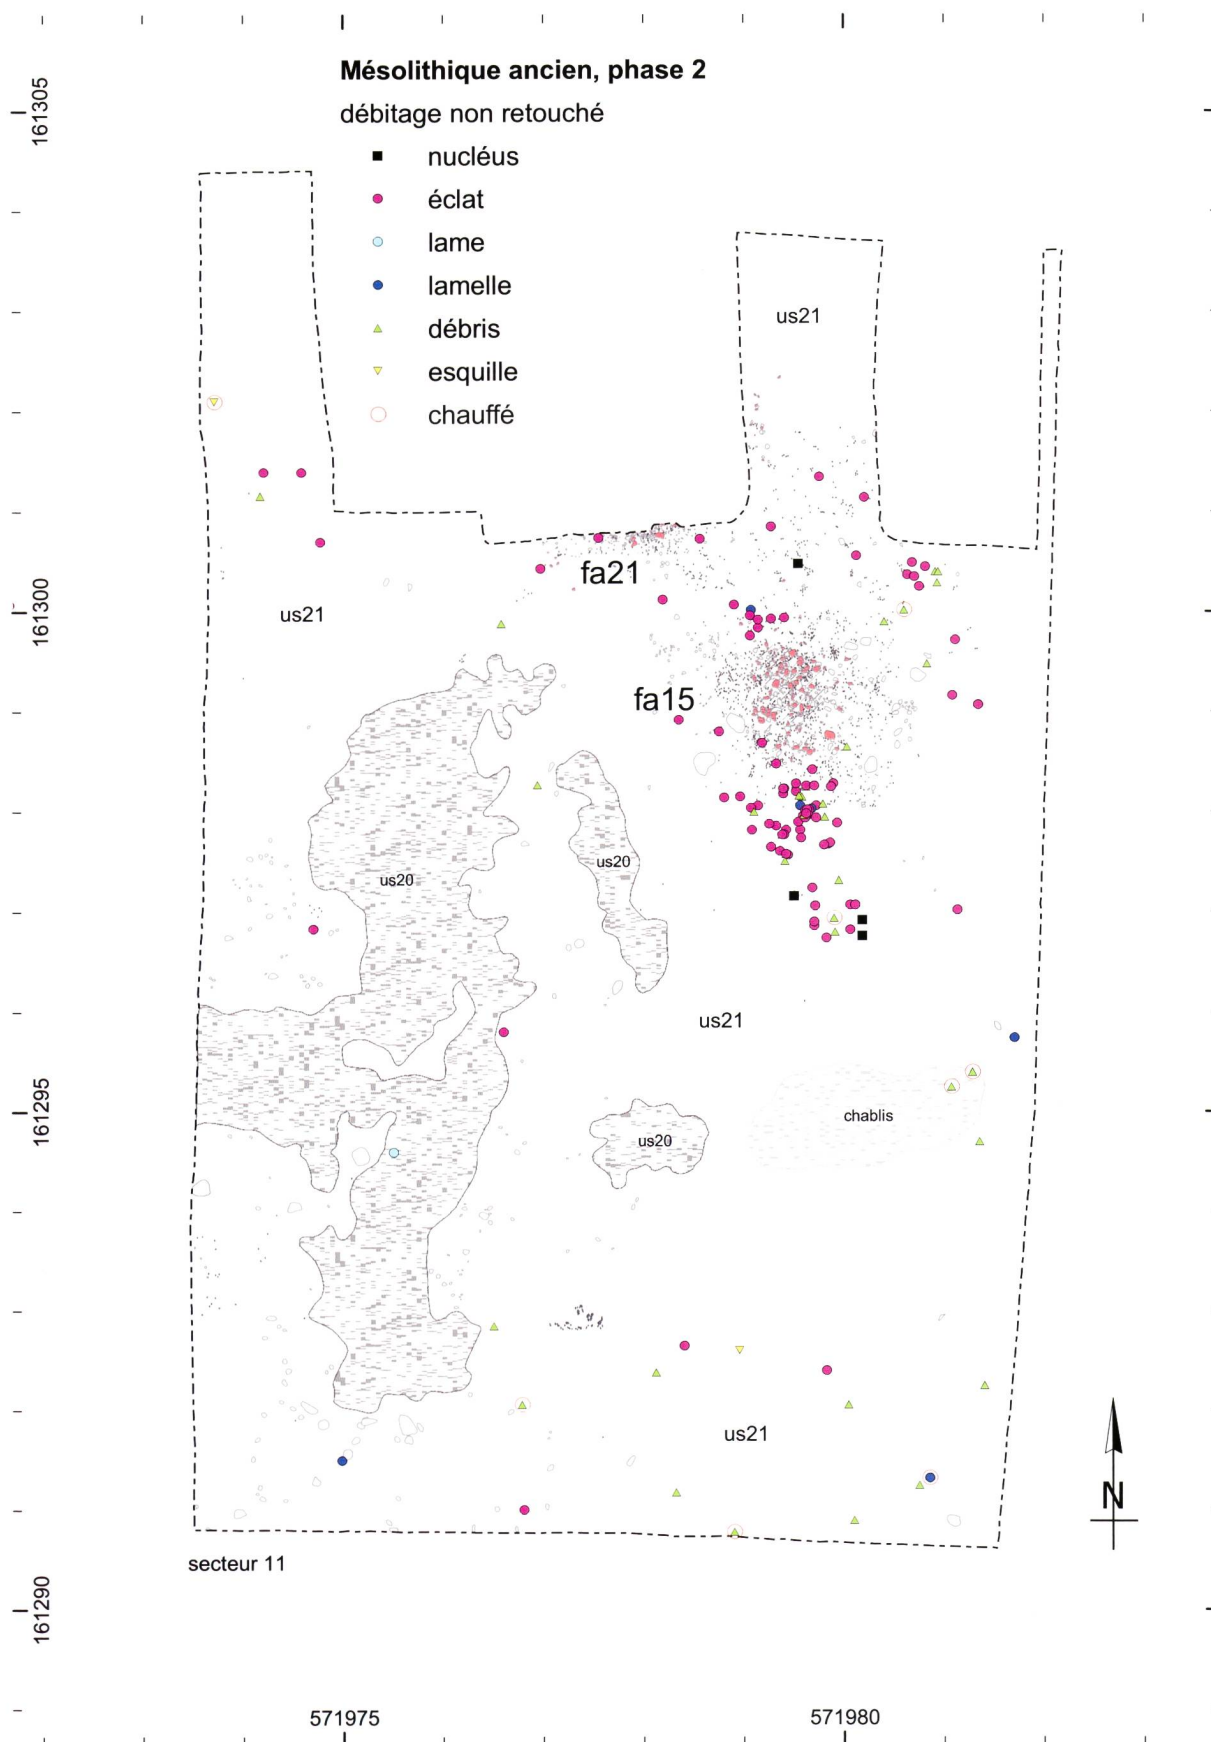 Mésolithique ancien, phase 2
débitage non retouché
nucléus
éclat
lame
lamelle
débris
esquille
chauffé
161305
us21
fa21
161300
us21
fa15
us20
us20
us21
161295
chablis
us20
us21
N
secteur 11
161290
571975
571980